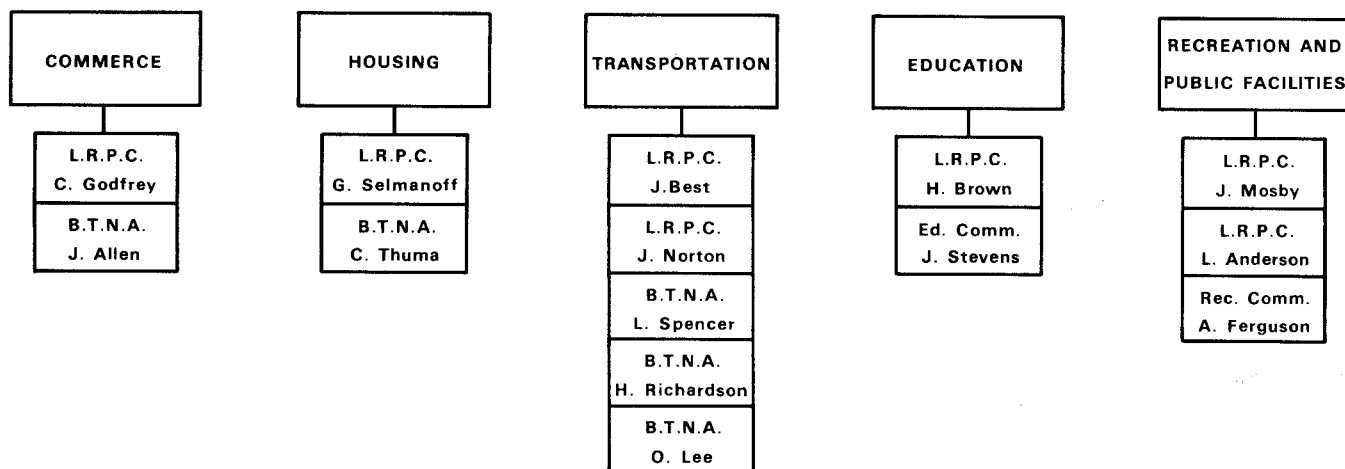 COMMERCE
L.R.P.C.
C. Godfrey
B.T.N.A.
J. Allen
HOUSING
L.R.P.C.
G. Selmanoff
B.T.N.A.
C. Thuma
TRANSPORTATION
L.R.P.C.
J.Best
L.R.P.C.
J. Norton
B.T.N.A.
L. Spencer
B.T.N.A.
H. Richardson
B.T.N.A.
O. Lee
EDUCATION
L.R.P.C.
H. Brown
Ed. Comm.
J. Stevens
RECREATION AND
PUBLIC FACILITIES
L.R.P.C.
J. Mosby
L.R.P.C.
L. Anderson
Rec. Comm.
A. Ferguson